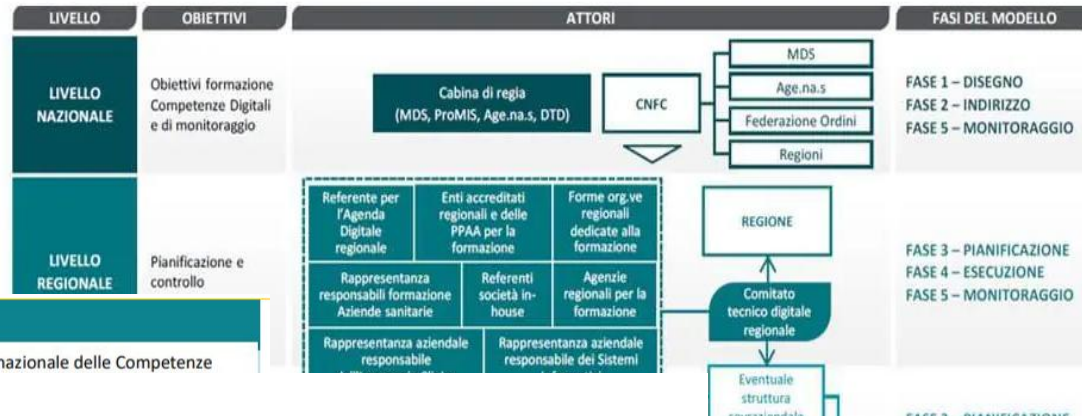 LIVELLO
OBIETTIVI
ATTORI
FASI DEL MODELLO
LIVELLO
NAZIONALE
Obiettivi formazione
Competenze Digitali
e di monitoraggio
Cabina di regia
(MDS, ProMIS, Age.na.s, DTD)
CNFC
MDS
Age.na.s
Federazione Ordini
Regioni
FASE 1 – DISEGNO
FASE 2 – INDIRIZZO
FASE 5 – MONITORAGGIO
LIVELLO
REGIONALE
Pianificazione e
controllo
Referente per
l'Agenda
Digitale
regionale
Enti accreditati
regionali e delle
PPAA per la
formazione
Forme org.ve
regionali
dedicate alla
formazione
Rappresentanza
responsabili formazione
Aziende sanitarie
Referenti
società in-
house
Agenzie
regionali per la
formazione
Rappresentanza aziendale
responsabile
Rappresentanza aziendale
responsabile dei Sistemi
REGIONE
Comitato
tecnico digitale
regionale
Eventuale
struttura
FASE 3 – PIANIFICAZIONE
FASE 4 – ESECUZIONE
FASE 5 – MONITORAGGIO
nazionale delle Competenze